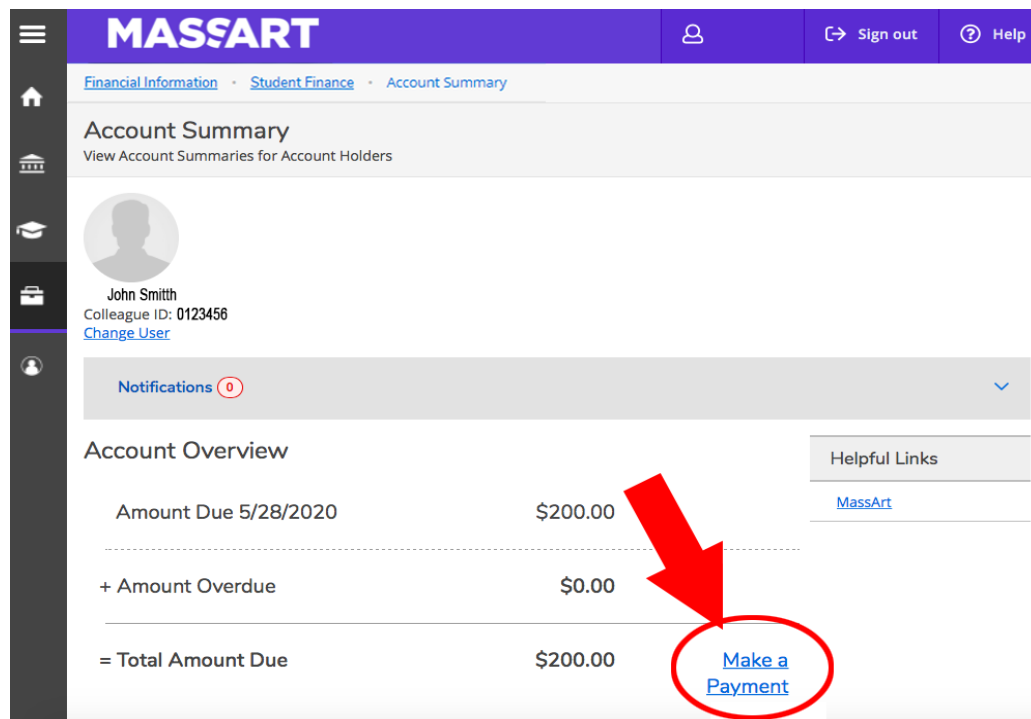 MASSART
Sign out
? Help
Financial Information • Student Finance • Account Summary
Account Summary
View Account Summaries for Account Holders
John Smitth
Colleague ID: 0123456
Change User
Notifications 0
Account Overview
Helpful Links
MassArt
Amount Due 5/28/2020 $200.00
+ Amount Overdue $0.00
= Total Amount Due $200.00
Make a
Payment